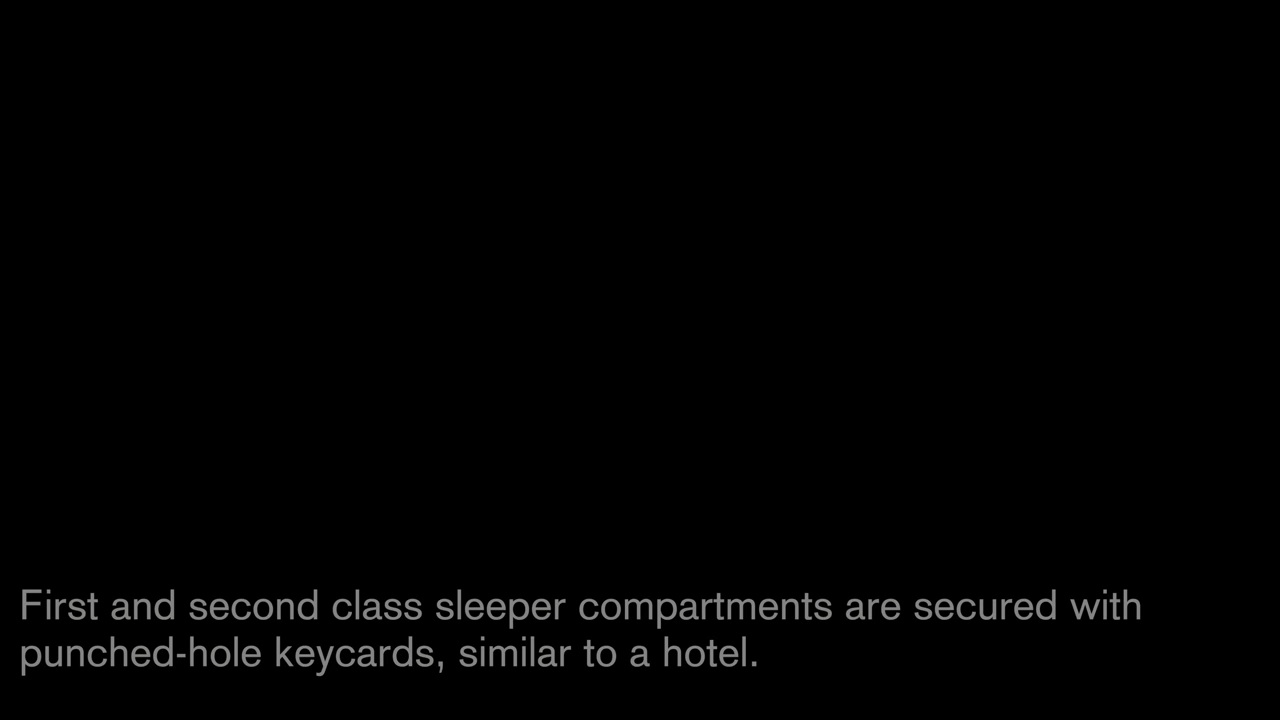 First and second class sleeper compartments are secured with
punched-hole keycards, similar to a hotel.